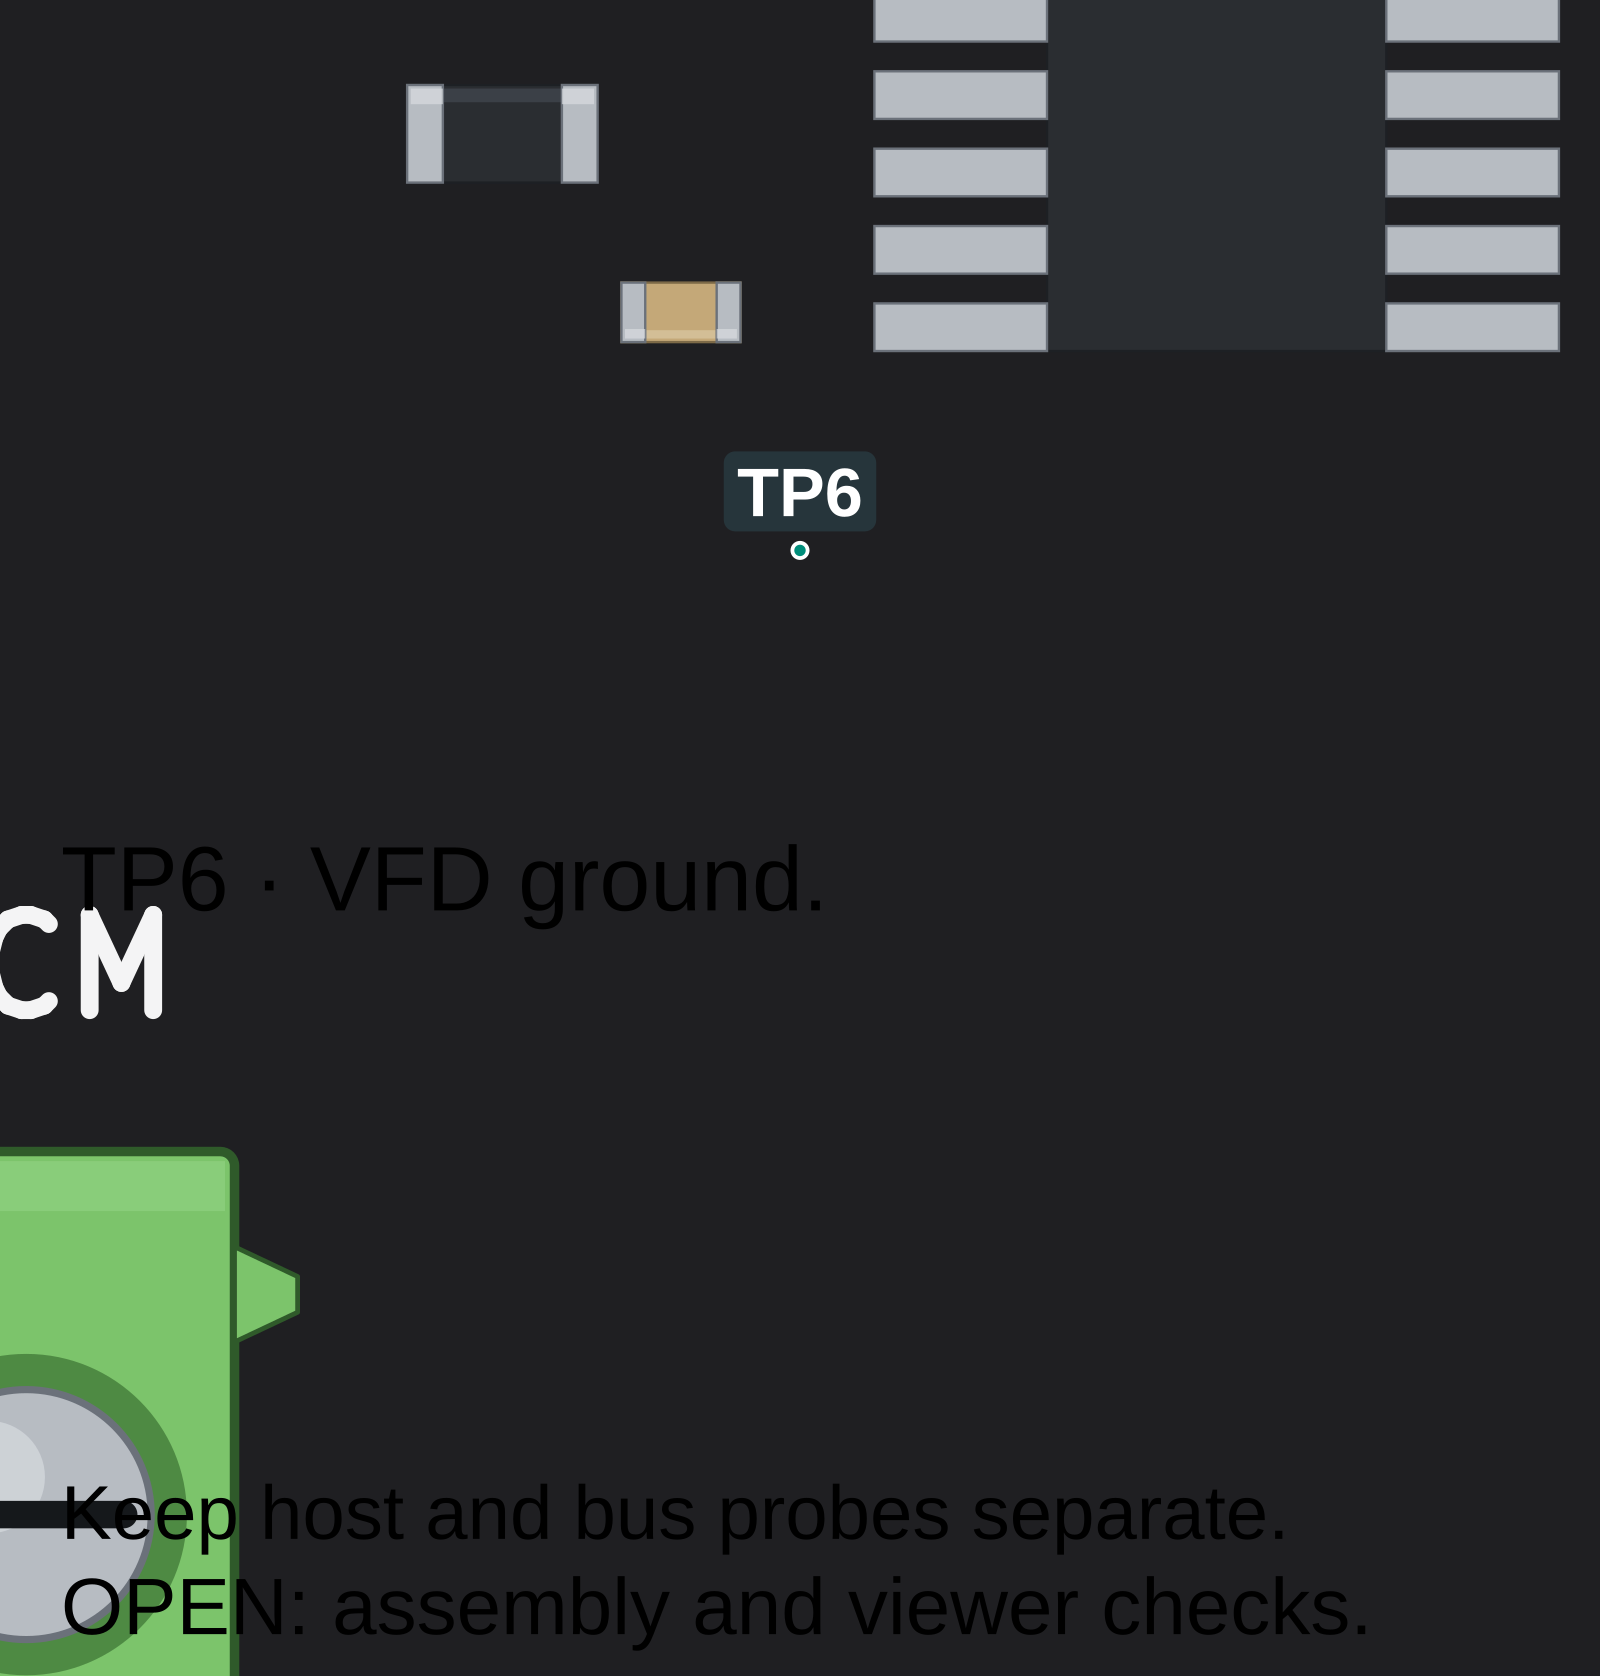 TP6
TP6 · VFD ground.
CM
Keep host and bus probes separate.
OPEN: assembly and viewer checks.